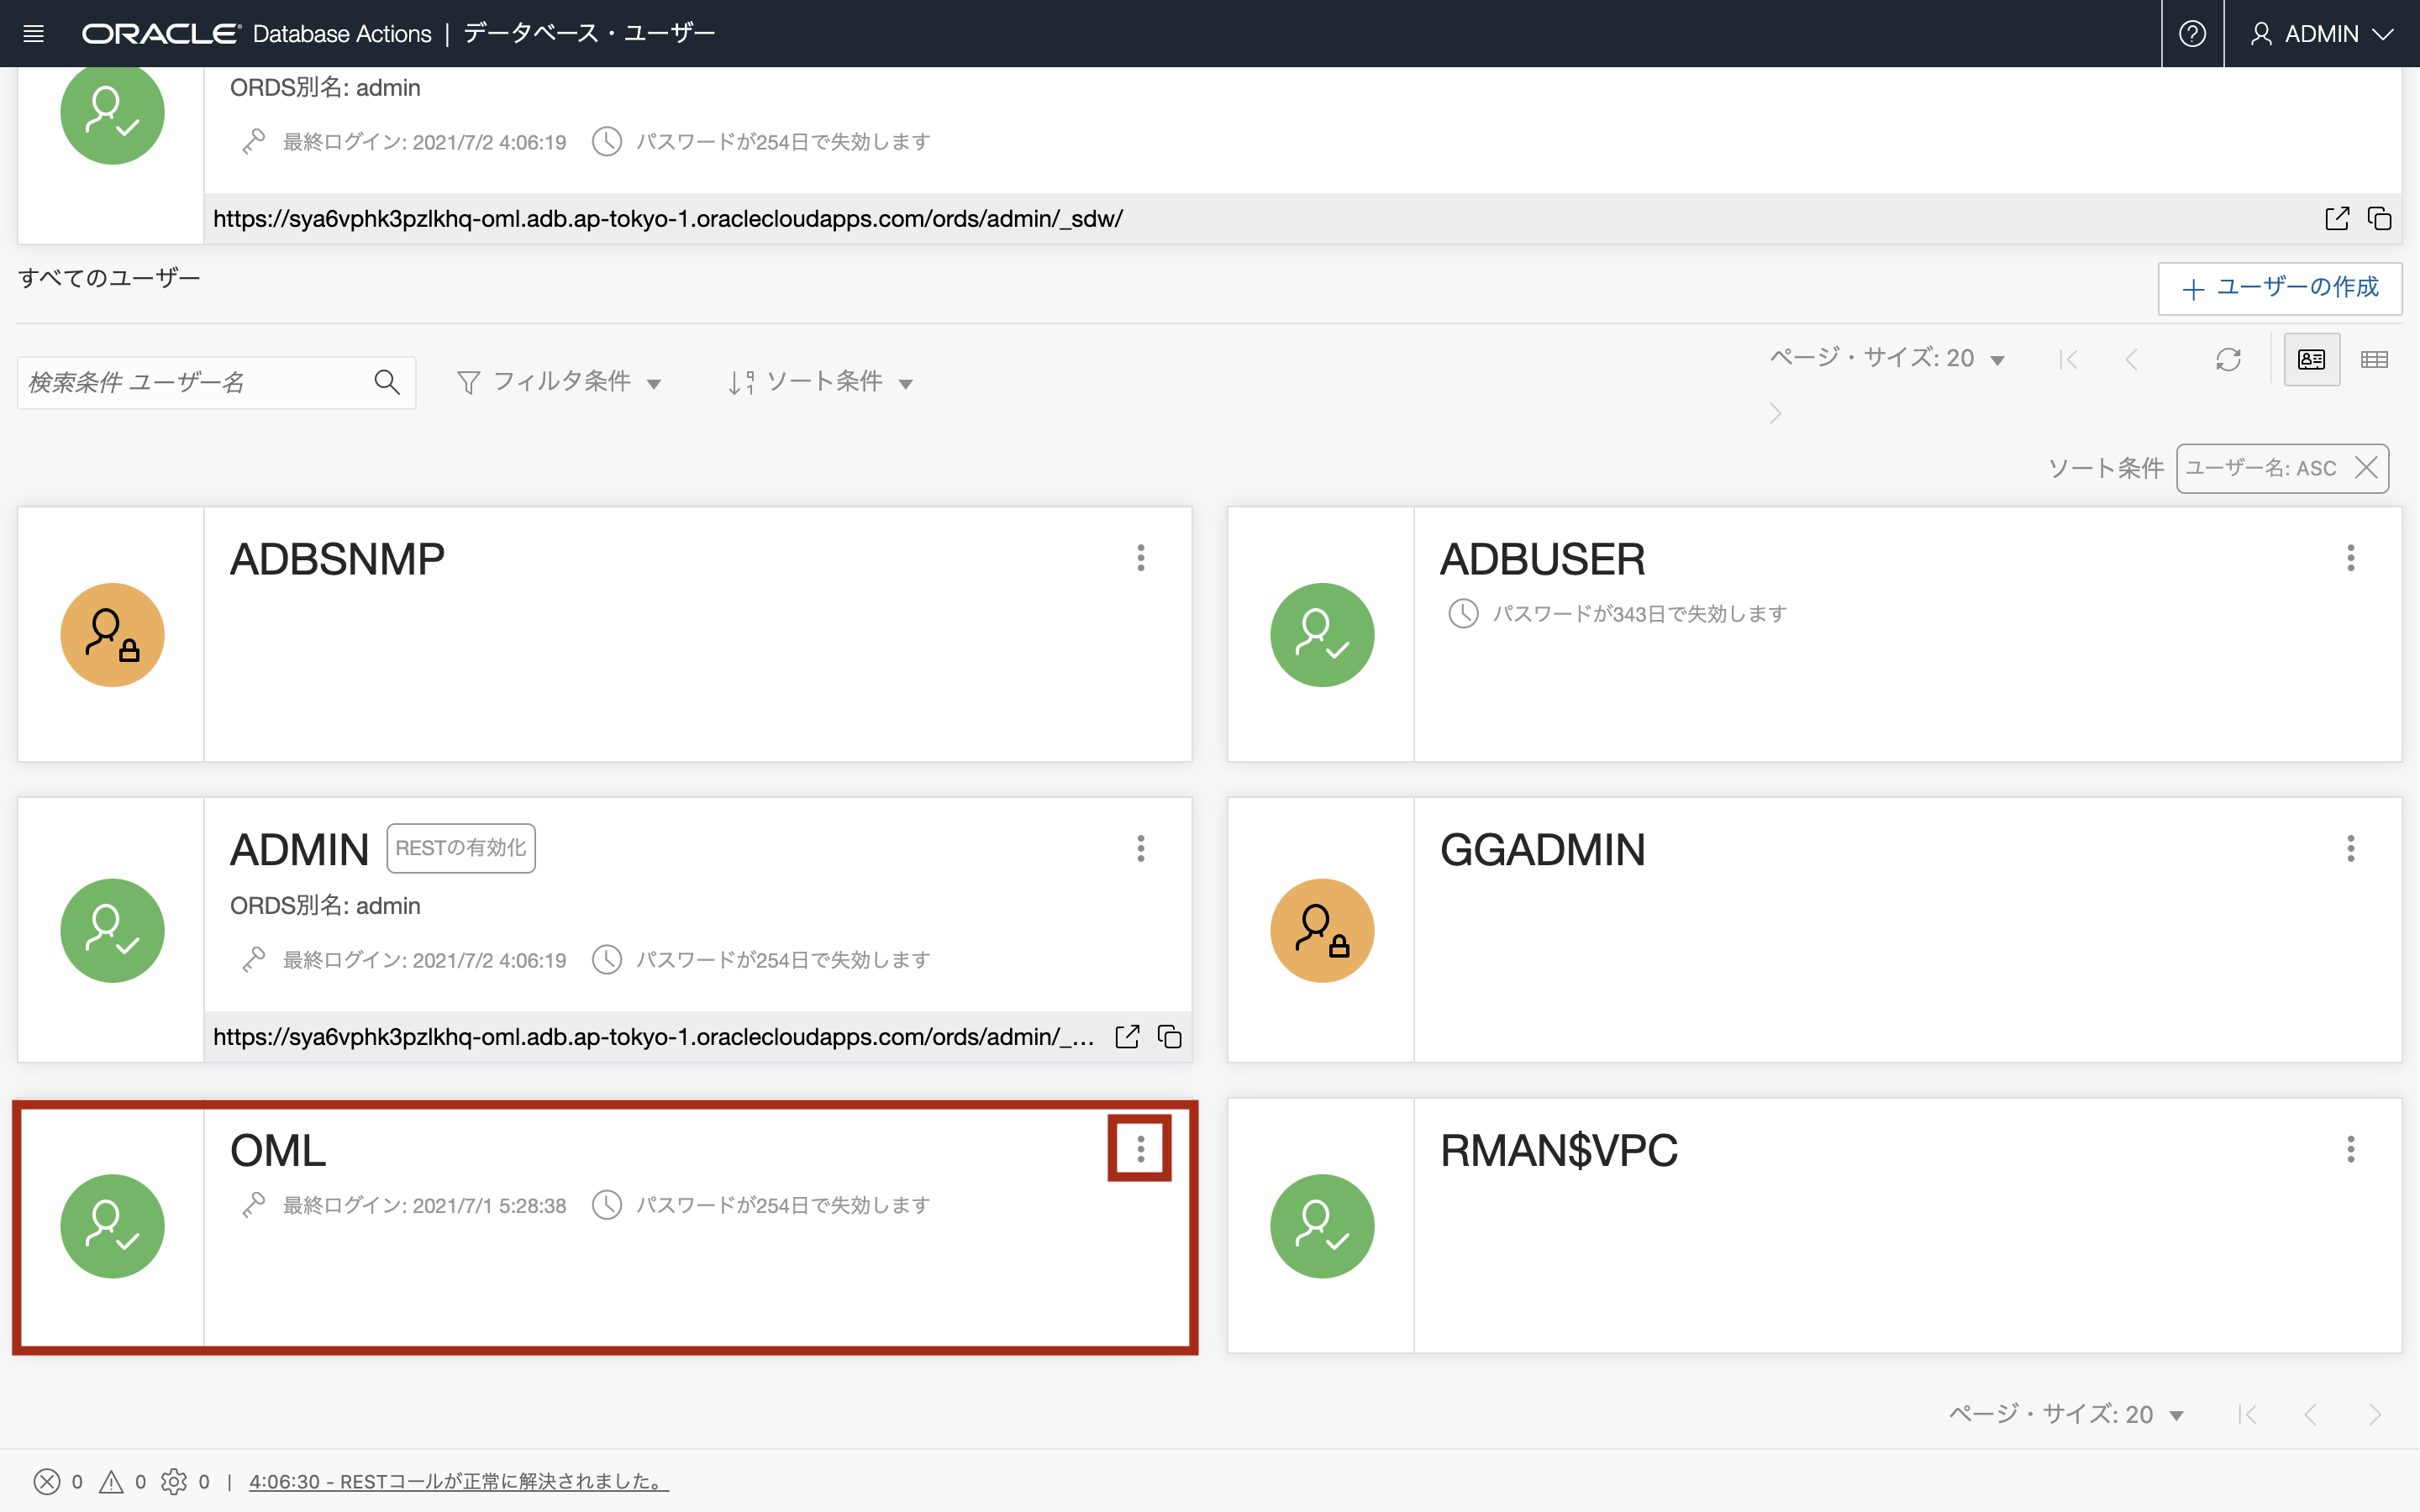 ORACLE Database Actions | データベース・ユーザー
ADMIN
ORDS別名: admin
最終ログイン: 2021/7/2 4:06:19 パスワードが254日で失効します
https://sya6vphk3pzlkhq-oml.adb.ap-tokyo-1.oraclecloudapps.com/ords/admin/_sdw/
すべてのユーザー
ユーザーの作成
検索条件 ユーザー名
フィルタ条件
ソート条件
ページ・サイズ: 20
ソート条件 ユーザー名: ASC
ADBSNMP
ADBUSER
パスワードが343日で失効します
ADMIN RESTの有効化
ORDS別名: admin
最終ログイン: 2021/7/2 4:06:19 パスワードが254日で失効します
https://sya6vphk3pzlkhq-oml.adb.ap-tokyo-1.oraclecloudapps.com/ords/admin/_...
GGADMIN
OML
最終ログイン: 2021/7/1 5:28:38 パスワードが254日で失効します
RMAN$VPC
ページ・サイズ: 20
0 0 0 | 4:06:30 - RESTコールが正常に解決されました。